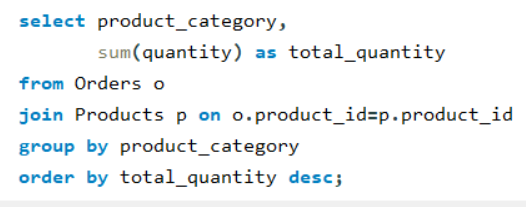 select product_category,
sum(quantity) as total_quantity
from Orders o
join Products p on o.product_id=p.product_id
group by product_category
order by total_quantity desc;